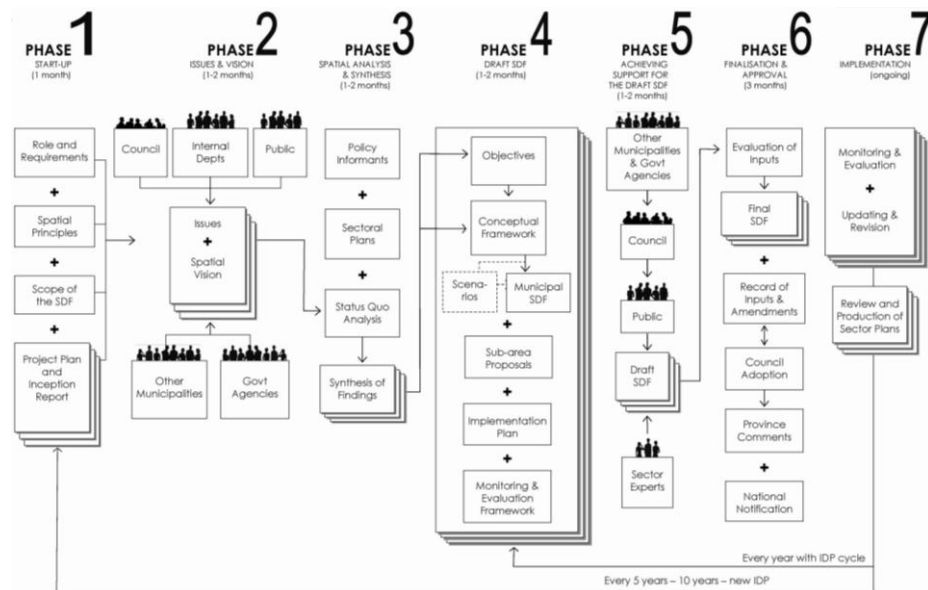 PHASE 1
START-UP
(1 month)
PHASE 2
ISSUES & VISION
(1-2 months)
PHASE 3
SPATIAL ANALYSIS
& SYNTHESIS
(1-2 months)
PHASE 4
DRAFT SDF
(1-2 months)
PHASE 5
ACHIEVING
SUPPORT FOR
THE DRAFT SDF
(1-2 months)
PHASE 6
FINALISATION &
APPROVAL
(3 months)
PHASE 7
IMPLEMENTATION
(ongoing)
Role and
Requirements
+
Spatial
Principles
+
Scope of
the SDF
+
Project Plan
and
Inception
Report
Council
Internal
Depts
Public
Issues
+
Spatial
Vision
Other
Municipalities
Govt
Agencies
Policy
Informants
+
Sectoral
Plans
+
Status Quo
Analysis
Synthesis of
Findings
Objectives
Conceptual
Framework
Scena-
rios
Municipal
SDF
+
Sub-area
Proposals
+
Implementation
Plan
+
Monitoring &
Evaluation
Framework
Other
Municipalities
& Govt
Agencies
Council
Public
Draft
SDF
Sector
Experts
Evaluation of
Inputs
Final
SDF
+
Record of
Inputs &
Amendments
Council
Adoption
Province
Comments
+
National
Notification
Monitoring &
Evaluation
+
Updating &
Revision
Review and
Production of
Sector Plans
Every year with IDP cycle
Every 5 years – 10 years – new IDP